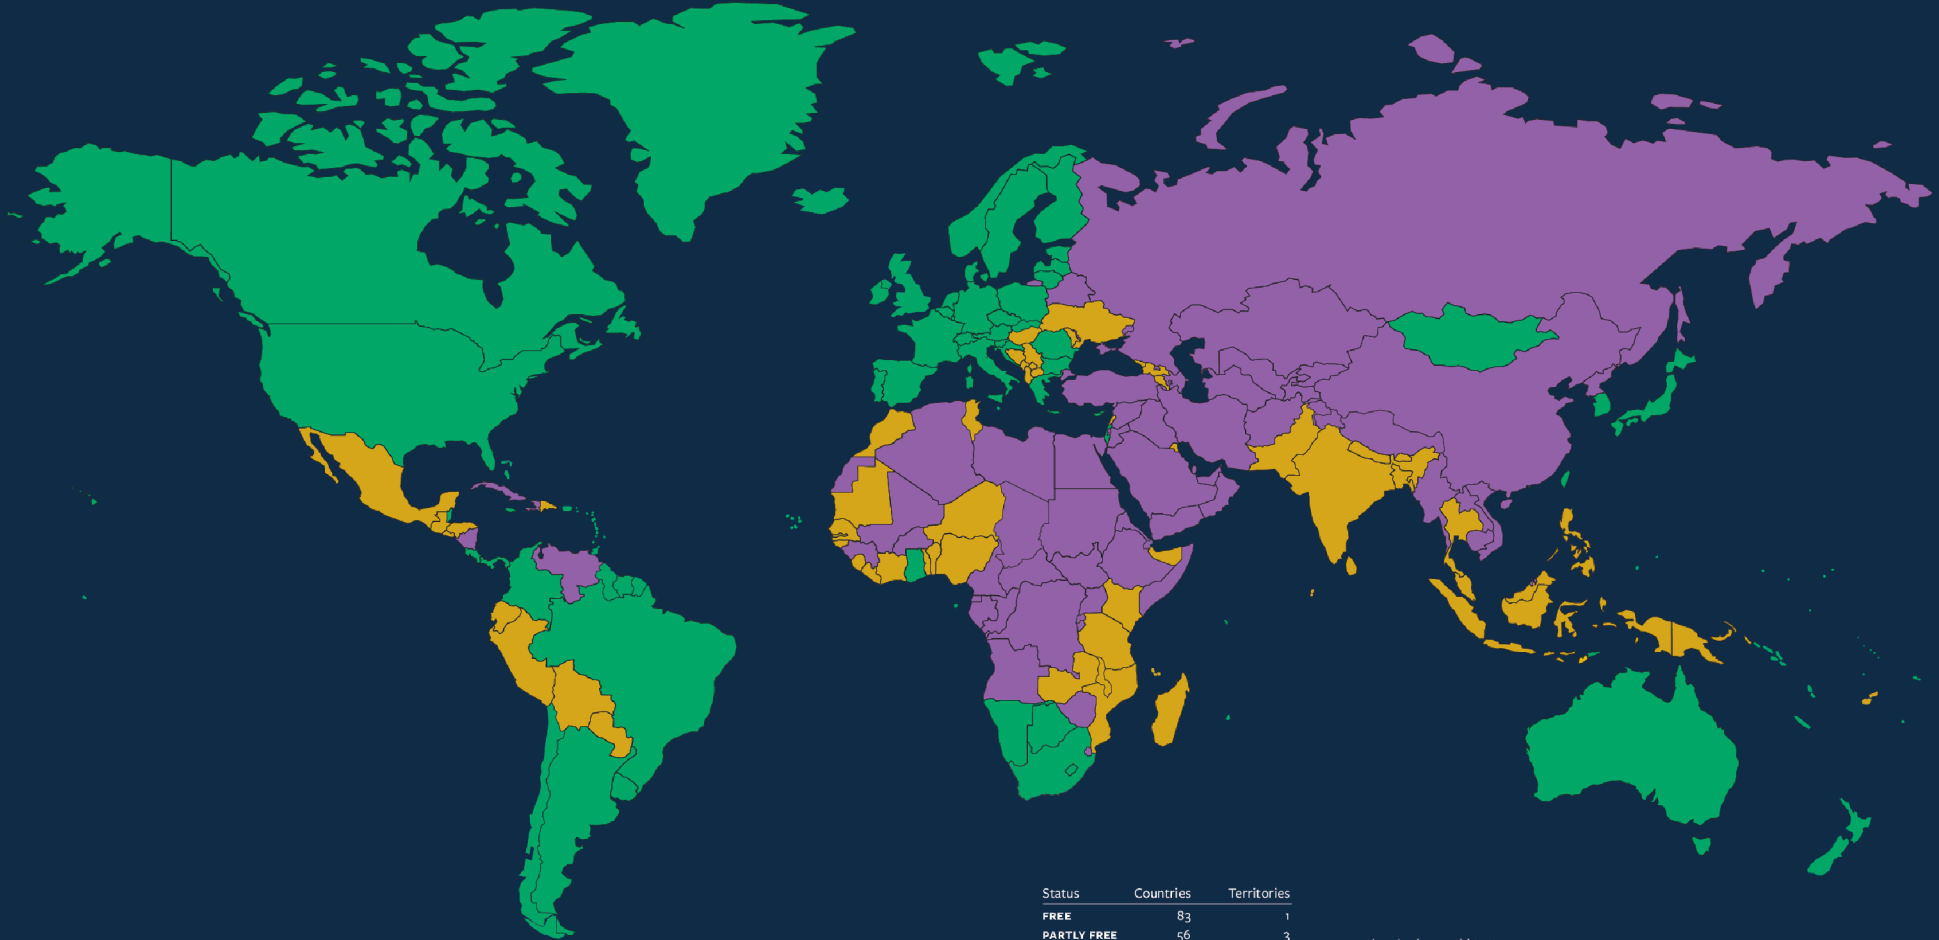 Status Countries Territories
FREE 83 1
PARTLY FREE 56 3